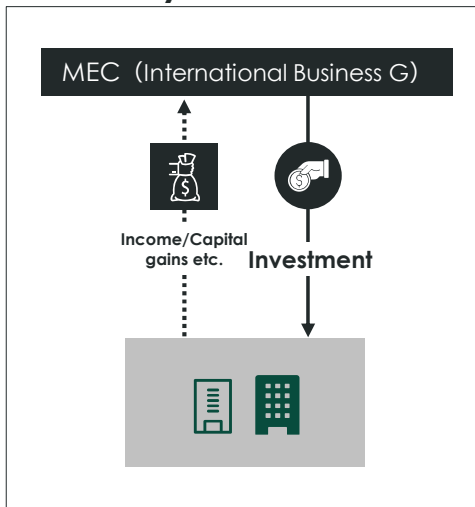 MEC (International Business G)
$
$
Income/Capital
gains etc.
Investment